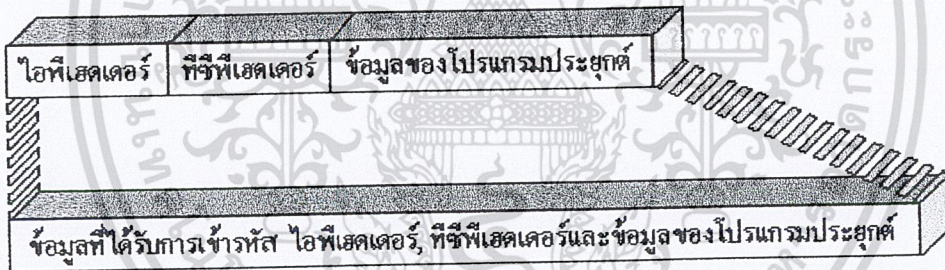 ไอพีเฮดเดอร์ ทีซีพีเฮดเดอร์ ข้อมูลของโปรแกรมประยุกต์
ข้อมูลที่ได้รับการเข้ารหัส ไอพีเฮดเดอร์, ทีซีพีเฮดเดอร์และข้อมูลของโปรแกรมประยุกต์